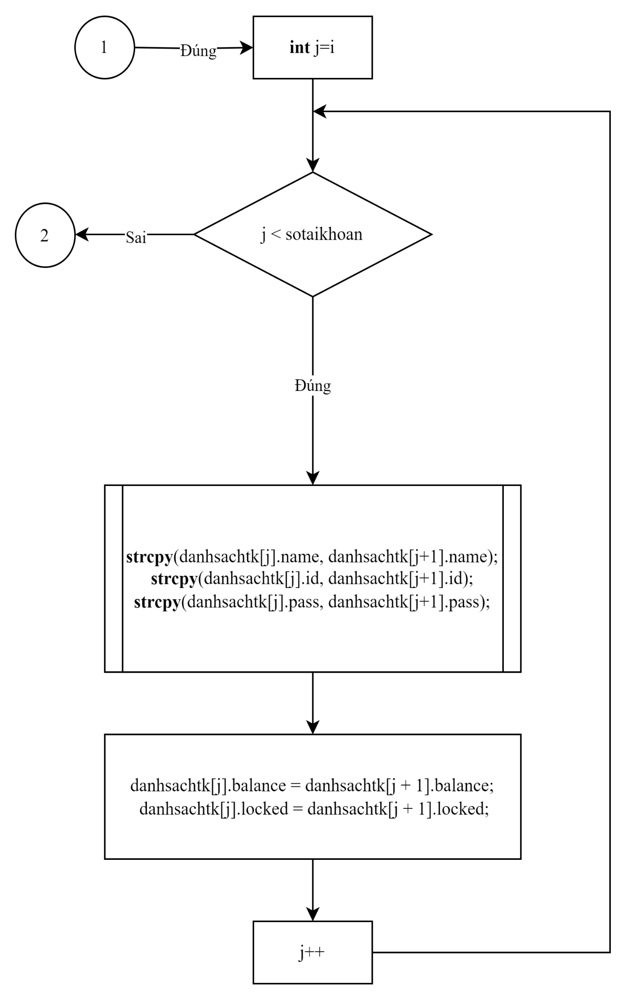 1
Đúng
int j=i
j < sotaikhoan
Sai
2
Đúng
strcpy(danhsachtk[j].name, danhsachtk[j+1].name);
strcpy(danhsachtk[j].id, danhsachtk[j+1].id);
strcpy(danhsachtk[j].pass, danhsachtk[j+1].pass);
danhsachtk[j].balance = danhsachtk[j + 1].balance;
danhsachtk[j].locked = danhsachtk[j + 1].locked;
j++